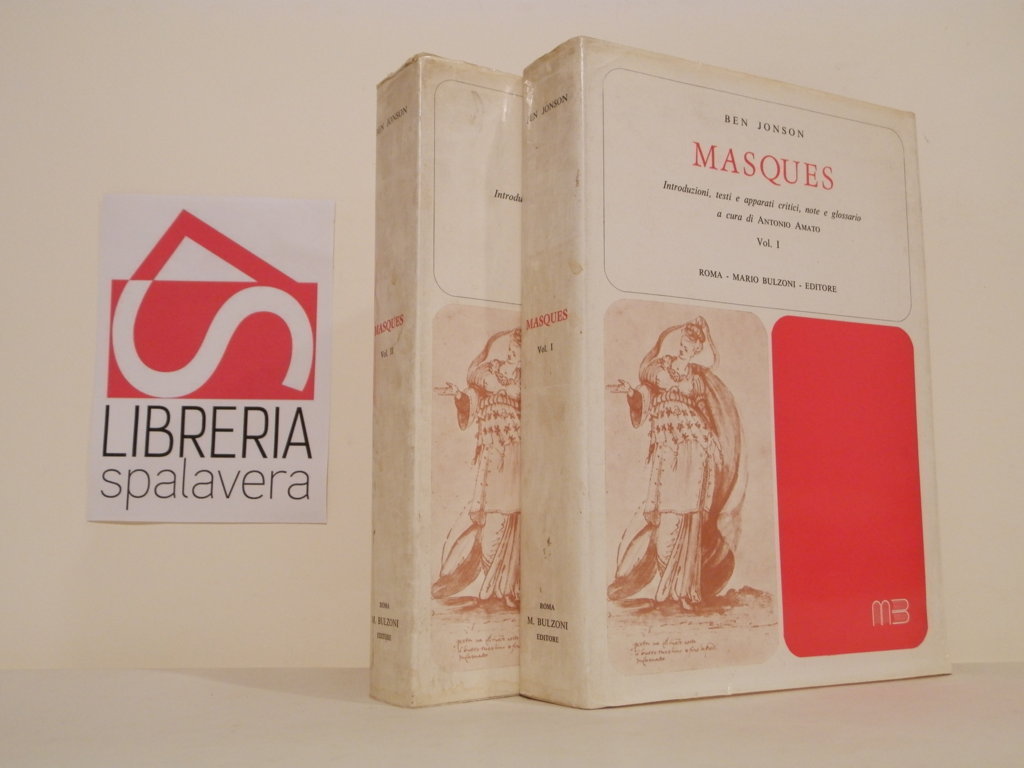 LIBRERIA
spalavera
BEN JONSON
MASQUES
Vol. II
ROMA
M. BULZONI
EDITORE
Introdu
BEN JONSON
MASQUES
Vol. I
ROMA
M. BULZONI
EDITORE
BEN JONSON
MASQUES
Introduzioni, testi e apparati critici, note e glossario
a cura di ANTONIO AMATO
Vol. I
ROMA - MARIO BULZONI - EDITORE
MB